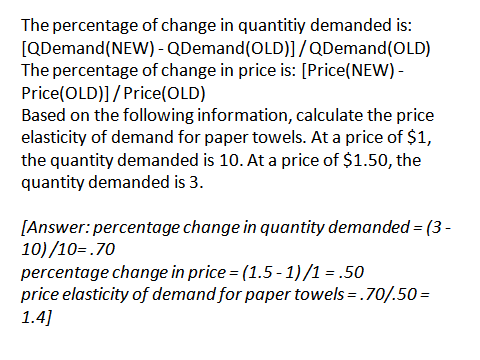 The percentage of change in quantitiy demanded is:
[QDemand(NEW) - QDemand(OLD)] / QDemand(OLD)
The percentage of change in price is: [Price(NEW) -
Price(OLD)] / Price(OLD)
Based on the following information, calculate the price
elasticity of demand for paper towels. At a price of $1,
the quantity demanded is 10. At a price of $1.50, the
quantity demanded is 3.
[Answer: percentage change in quantity demanded = (3 -
10)/10= .70
percentage change in price = (1.5 - 1)/1 = .50
price elasticity of demand for paper towels = .70/.50 =
1.4]